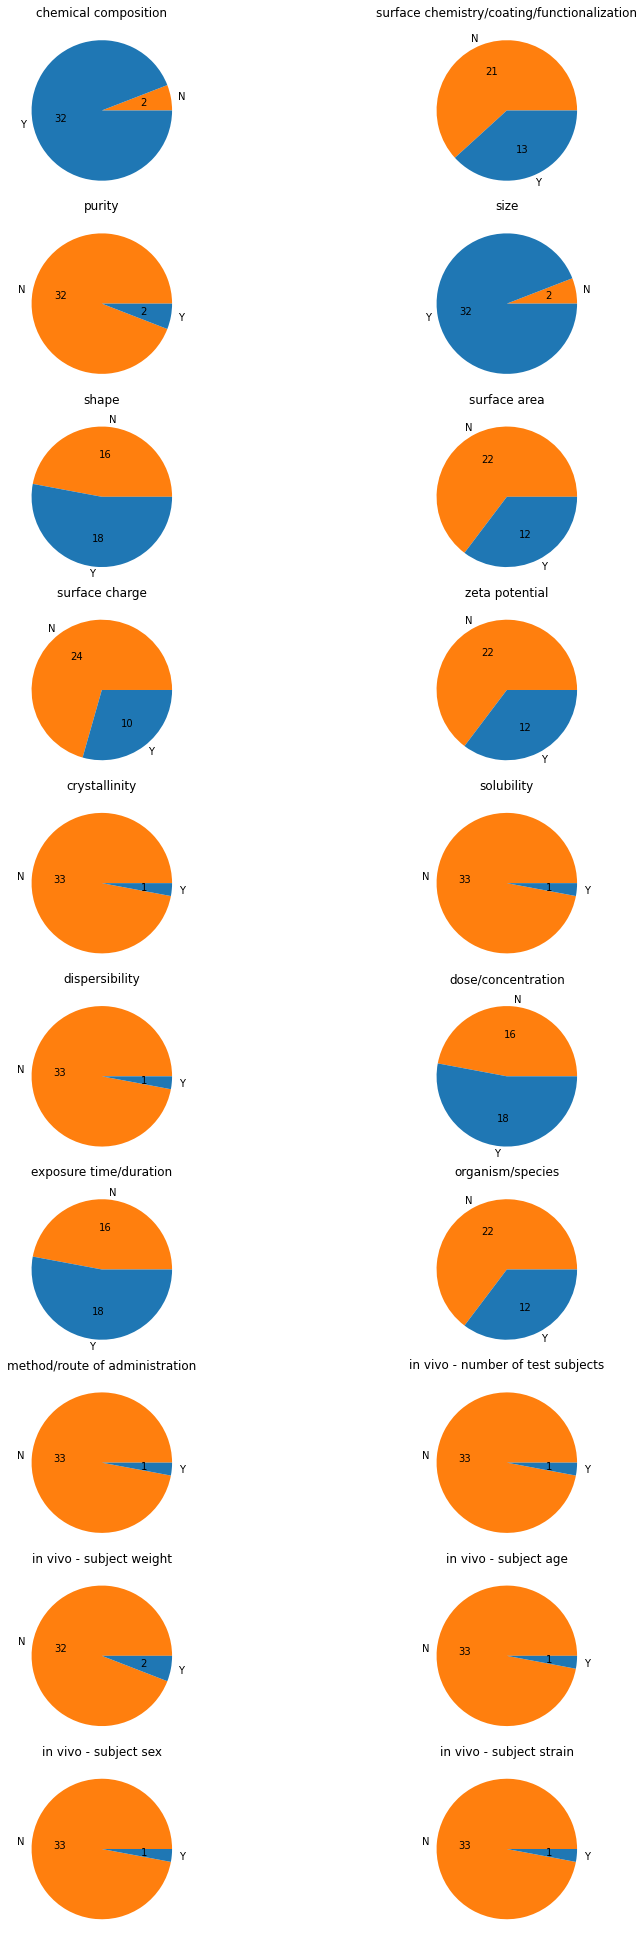 chemical composition
surface chemistry/coating/functionalization
N
2
32
Y
N
21
13
Y
purity
size
N
32
2
Y
N
2
32
Y
shape
surface area
N
16
18
Y
N
22
12
Y
surface charge
zeta potential
N
24
10
Y
N
22
12
Y
crystallinity
solubility
N
33
1
Y
N
33
1
Y
dispersibility
dose/concentration
N
33
1
Y
N
16
18
Y
exposure time/duration
organism/species
N
16
18
Y
N
22
12
Y
method/route of administration
in vivo - number of test subjects
N
33
1
Y
N
33
1
Y
in vivo - subject weight
in vivo - subject age
N
32
2
Y
N
33
1
Y
in vivo - subject sex
in vivo - subject strain
N
33
1
Y
N
33
1
Y